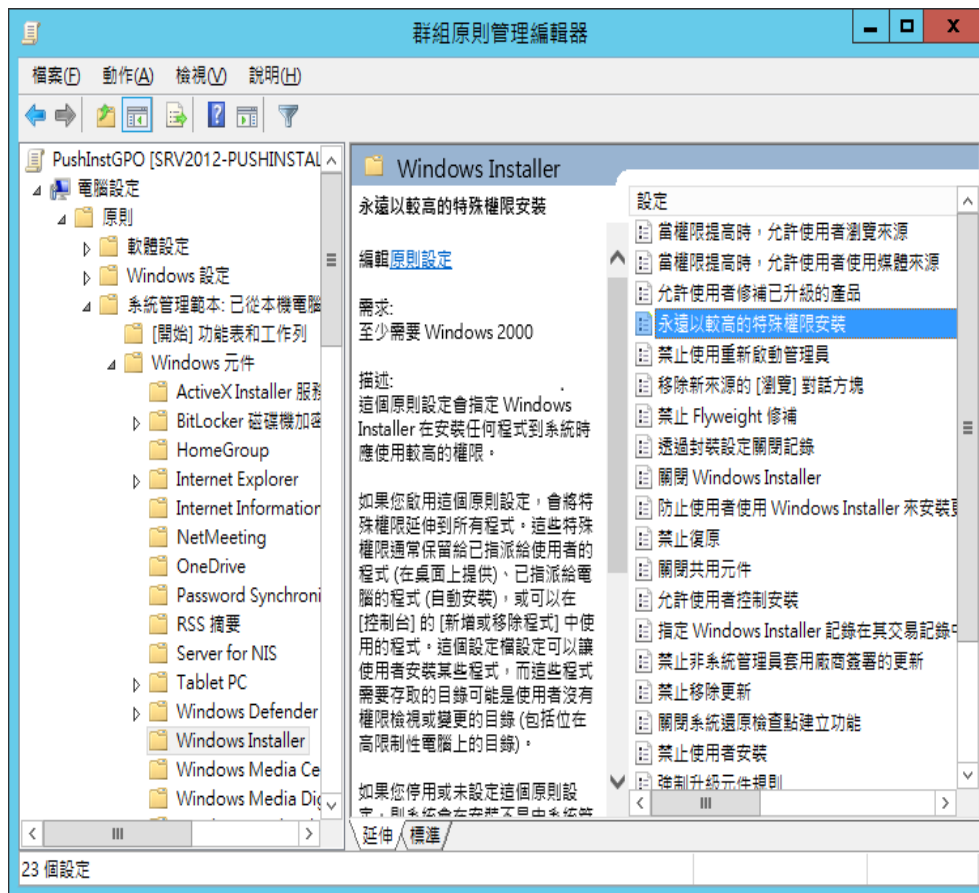 群組原則管理編輯器
檔案(F) 動作(A) 檢視(V) 說明(H)
PushInstGPO [SRV2012-PUSHINSTAL
電腦設定
原則
軟體設定
Windows 設定
系統管理範本: 已從本機電腦
[開始] 功能表和工作列
Windows 元件
ActiveX Installer 服務
BitLocker 磁碟機加密
HomeGroup
Internet Explorer
Internet Information
NetMeeting
OneDrive
Password Synchroni
RSS 摘要
Server for NIS
Tablet PC
Windows Defender
Windows Installer
Windows Media Ce
Windows Media Dig
Windows Installer
永遠以較高的特殊權限安裝
編輯原則設定
需求:
至少需要 Windows 2000
描述:
這個原則設定會指定 Windows
Installer 在安裝任何程式到系統時
應使用較高的權限。
如果您啟用這個原則設定，會將特
殊權限延伸到所有程式。這些特殊
權限通常保留給已指派給使用者的
程式 (在桌面上提供)、已指派給電
腦的程式 (自動安裝)，或可以在
[控制台] 的 [新增或移除程式] 中使
用的程式。這個設定檔設定可以讓
使用者安裝某些程式，而這些程式
需要存取的目錄可能是使用者沒有
權限檢視或變更的目錄 (包括位在
高限制性電腦上的目錄)。
如果您停用或未設定這個原則設
定，則系統會在安裝不是由系統管
設定
當權限提高時，允許使用者瀏覽來源
當權限提高時，允許使用者使用媒體來源
允許使用者修補已升級的產品
永遠以較高的特殊權限安裝
禁止使用重新啟動管理員
移除新來源的 [瀏覽] 對話方塊
禁止 Flyweight 修補
透過封裝設定關閉記錄
關閉 Windows Installer
防止使用者使用 Windows Installer 來安裝更
禁止復原
關閉共用元件
允許使用者控制安裝
指定 Windows Installer 記錄在其交易記錄中
禁止非系統管理員套用廠商簽署的更新
禁止移除更新
關閉系統還原檢查點建立功能
禁止使用者安裝
強制升級元件規則
延伸 標準
23 個設定